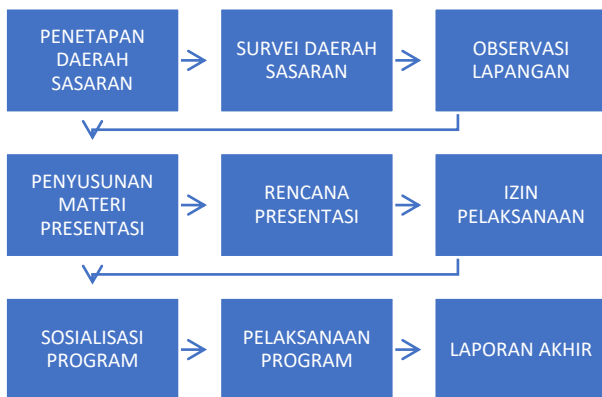 PENETAPAN
DAERAH
SASARAN
SURVEI DAERAH
SASARAN
OBSERVASI
LAPANGAN
PENYUSUNAN
MATERI
PRESENTASI
RENCANA
PRESENTASI
IZIN
PELAKSANAAN
SOSIALISASI
PROGRAM
PELAKSANAAN
PROGRAM
LAPORAN AKHIR